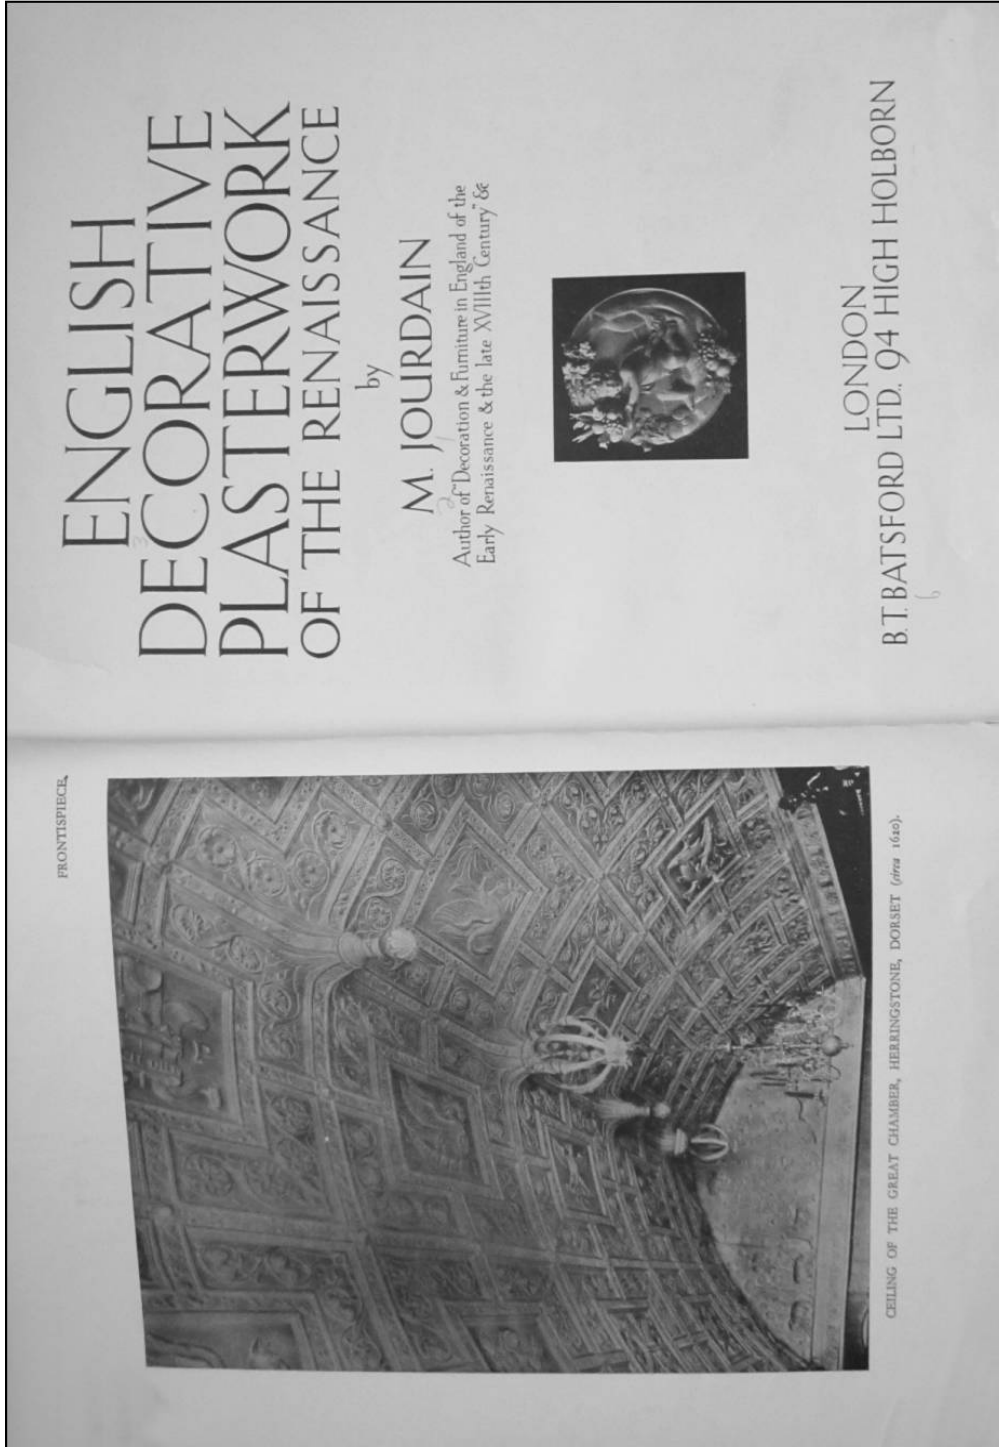 FRONTISPIECE.
CEILING OF THE GREAT CHAMBER, HERRINGSTONE, DORSET (circa 1620).
ENGLISH
DECORATIVE
PLASTERWORK
OF THE RENAISSANCE
by
M. JOURDAIN
Author of "Decoration & Furniture in England of the
Early Renaissance & the late XVIIIth Century" &
LONDON
B.T. BATSFORD LTD. 94 HIGH HOLBORN